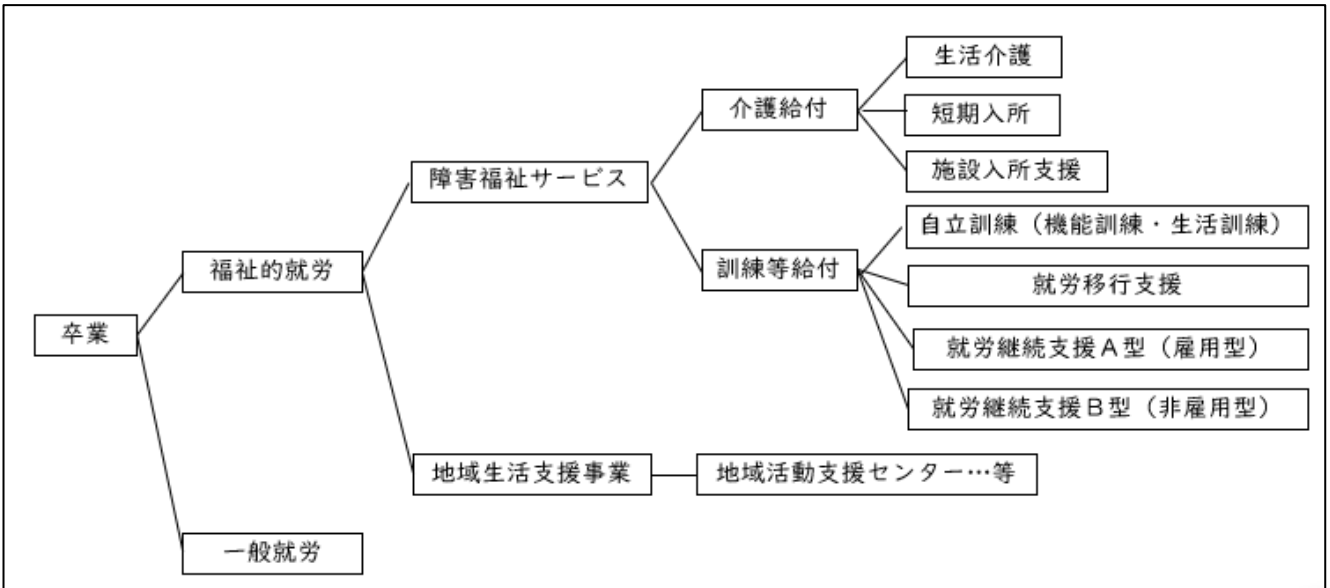 生活介護
介護給付
短期入所
障害福祉サービス
施設入所支援
自立訓練（機能訓練・生活訓練）
福祉的就労
訓練等給付
就労移行支援
卒業
就労継続支援Ａ型（雇用型）
就労継続支援Ｂ型（非雇用型）
地域生活支援事業
地域活動支援センター…等
一般就労